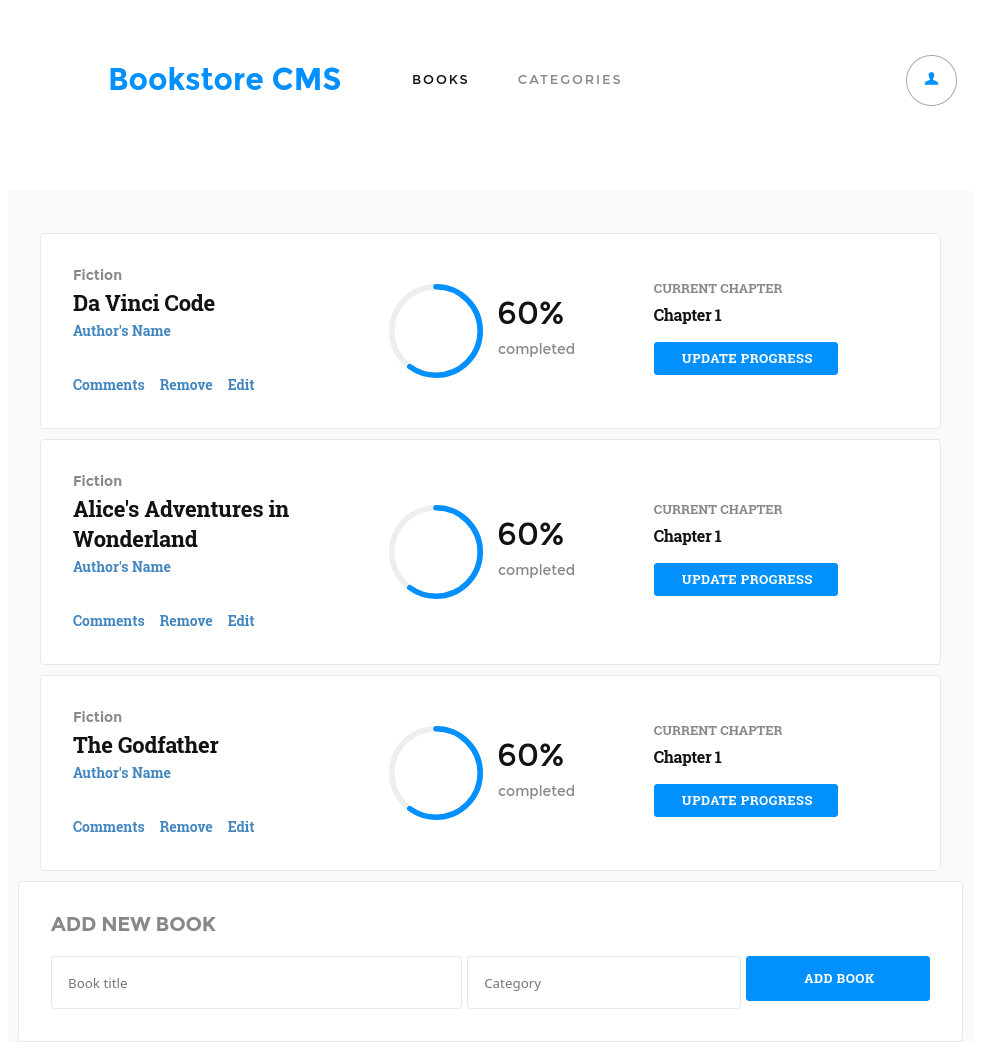 Bookstore CMS
BOOKS
CATEGORIES
Fiction
Da Vinci Code
Author's Name
Comments Remove Edit
60%
completed
CURRENT CHAPTER
Chapter 1
UPDATE PROGRESS
Fiction
Alice's Adventures in
Wonderland
Author's Name
Comments Remove Edit
60%
completed
CURRENT CHAPTER
Chapter 1
UPDATE PROGRESS
Fiction
The Godfather
Author's Name
Comments Remove Edit
60%
completed
CURRENT CHAPTER
Chapter 1
UPDATE PROGRESS
ADD NEW BOOK
Book title
Category
ADD BOOK